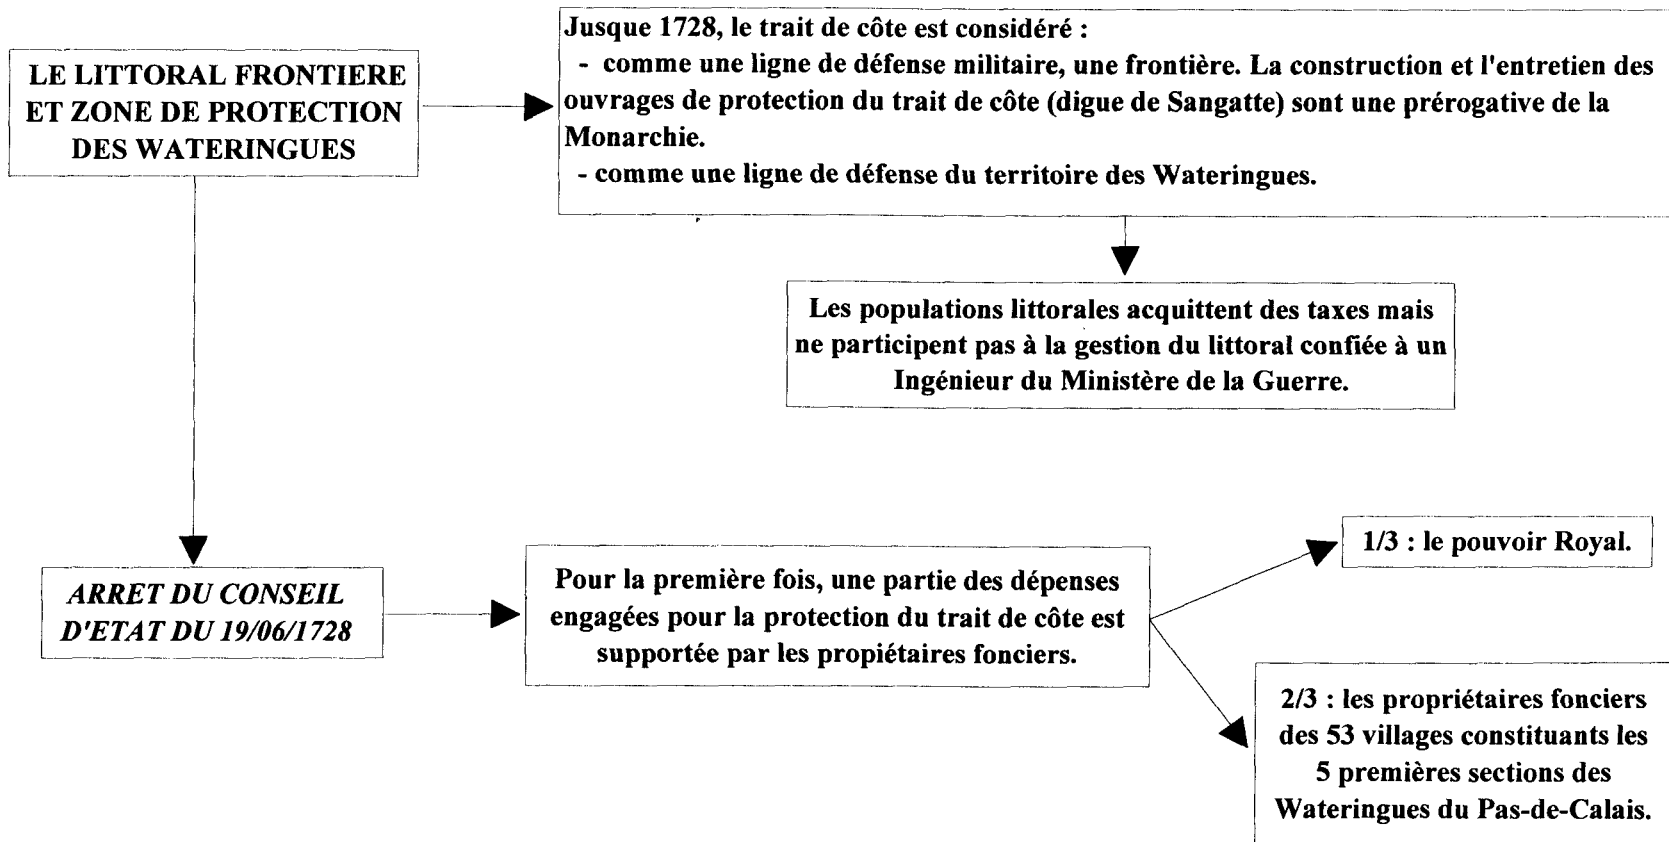 LE LITTORAL FRONTIERE
ET ZONE DE PROTECTION
DES WATERINGUES
Jusque 1728, le trait de côte est considéré :
- comme une ligne de défense militaire, une frontière. La construction et l'entretien des
ouvrages de protection du trait de côte (digue de Sangatte) sont une prérogative de la
Monarchie.
- comme une ligne de défense du territoire des Wateringues.
Les populations littorales acquittent des taxes mais
ne participent pas à la gestion du littoral confiée à un
Ingénieur du Ministère de la Guerre.
ARRET DU CONSEIL
D'ETAT DU 19/06/1728
Pour la première fois, une partie des dépenses
engagées pour la protection du trait de côte est
supportée par les propiétaires fonciers.
1/3 : le pouvoir Royal.
2/3 : les propriétaires fonciers
des 53 villages constituants les
5 premières sections des
Wateringues du Pas-de-Calais.